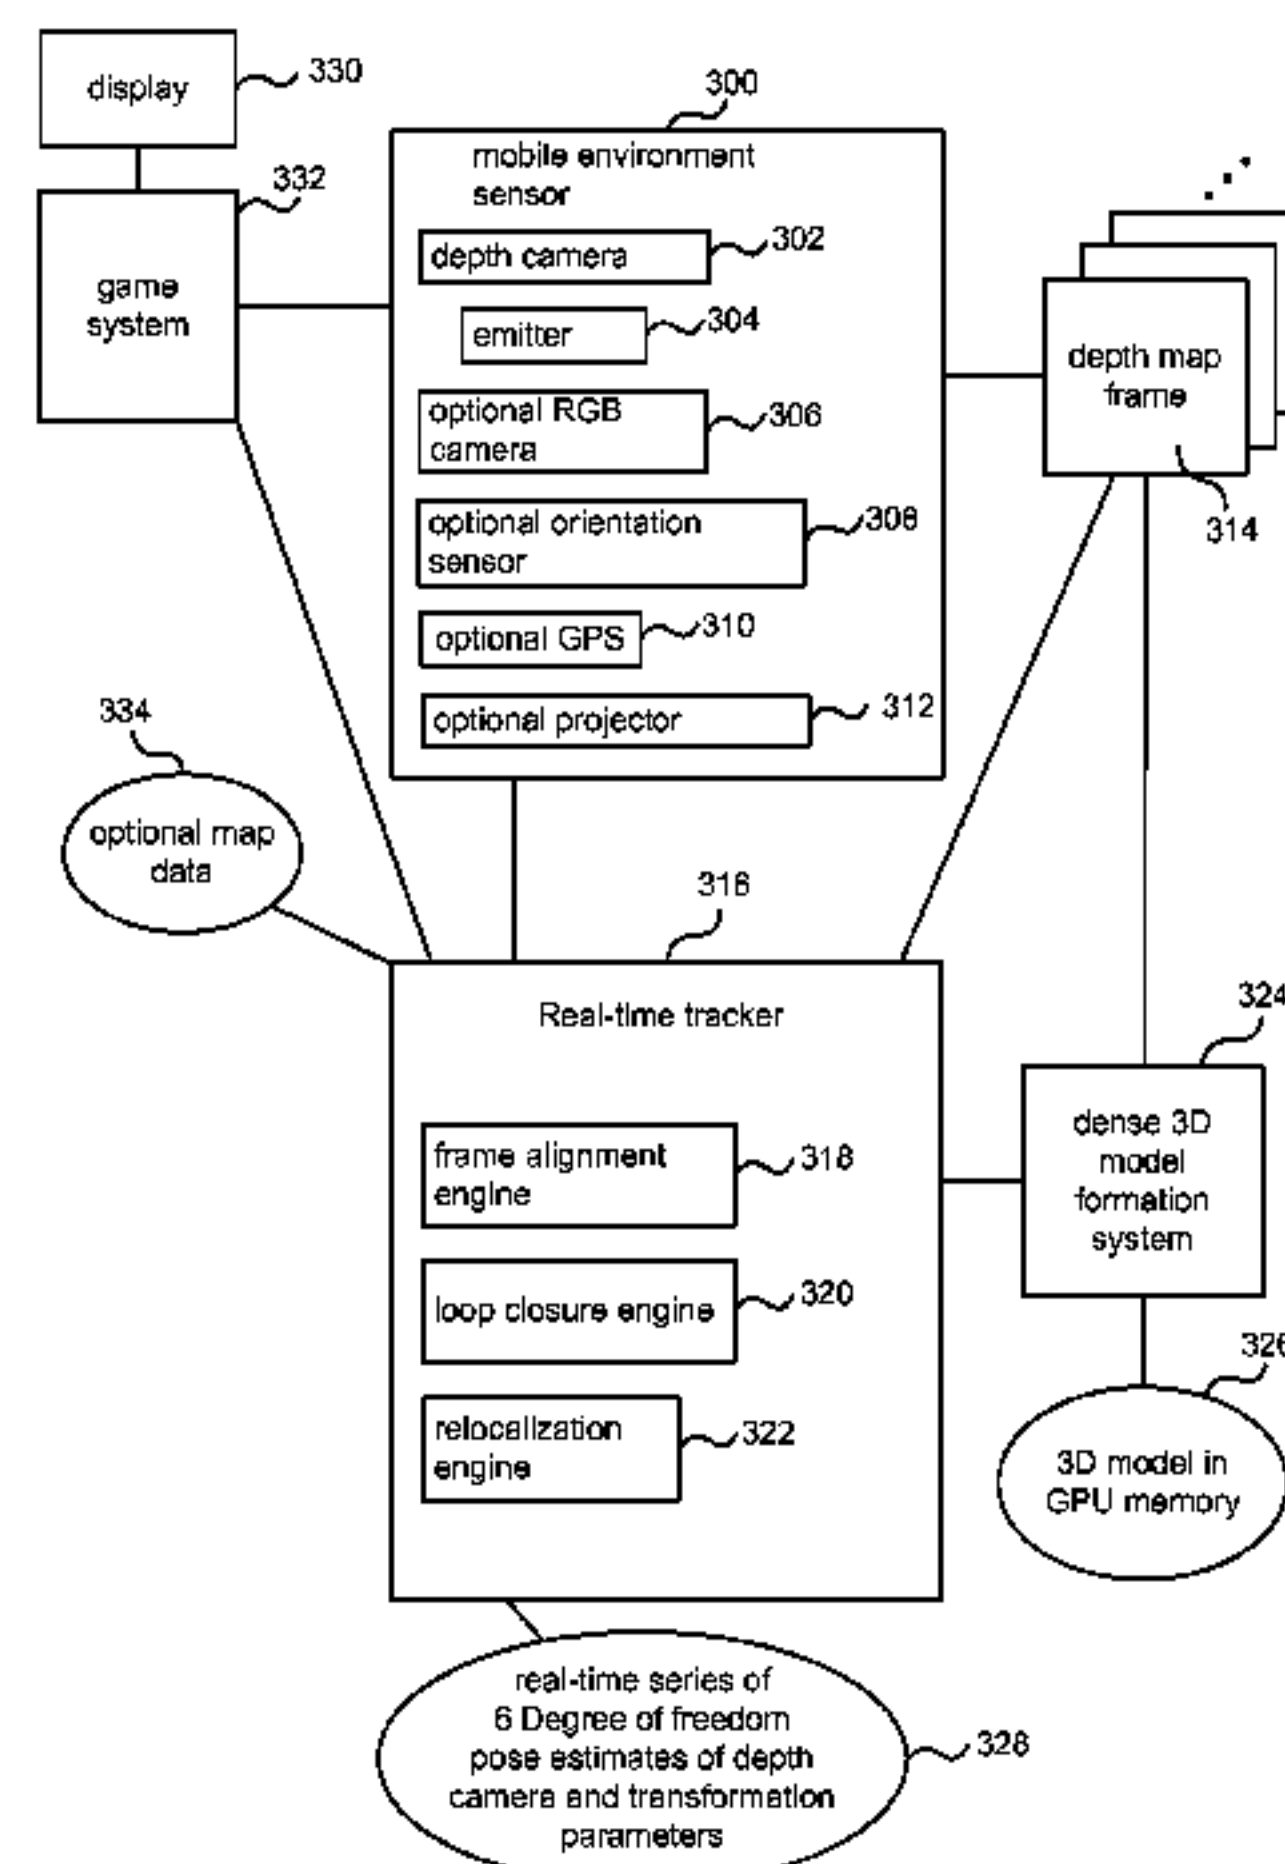 display
330
300
mobile environment
sensor
332
game
system
depth camera
302
emitter
304
optional RGB
camera
306
depth map
frame
314
optional orientation
sensor
308
optional GPS
310
optional projector
312
334
optional map
data
316
Real-time tracker
324
dense 3D
model
formation
system
frame alignment
engine
318
loop closure engine
320
326
relocalization
engine
322
3D model in
GPU memory
real-time series of
6 Degree of freedom
pose estimates of depth
camera and transformation
parameters
328